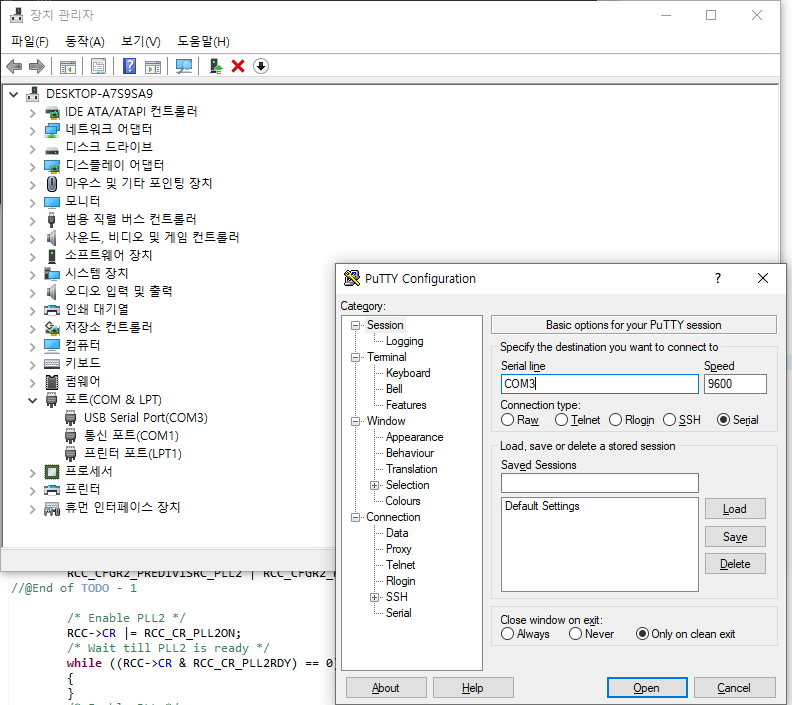 장치 관리자
파일(F) 동작(A) 보기(V) 도움말(H)
DESKTOP-A7S9SA9
IDE ATA/ATAPI 컨트롤러
네트워크 어댑터
디스크 드라이브
디스플레이 어댑터
마우스 및 기타 포인팅 장치
모니터
범용 직렬 버스 컨트롤러
사운드, 비디오 및 게임 컨트롤러
소프트웨어 장치
시스템 장치
오디오 입력 및 출력
인쇄 대기열
저장소 컨트롤러
컴퓨터
키보드
펌웨어
포트(COM & LPT)
USB Serial Port(COM3)
통신 포트(COM1)
프린터 포트(LPT1)
프로세서
프린터
휴먼 인터페이스 장치
PuTTY Configuration
Category:
Session
Logging
Terminal
Keyboard
Bell
Features
Window
Appearance
Behaviour
Translation
Selection
Colours
Connection
Data
Proxy
Telnet
Rlogin
SSH
Serial
Basic options for your PuTTY session
Specify the destination you want to connect to
Serial line Speed
COM3 9600
Connection type:
Raw Telnet Rlogin SSH Serial
Load, save or delete a stored session
Saved Sessions
Default Settings
Load
Save
Delete
Close window on exit:
Always Never Only on clean exit
About Help Open Cancel
RCC_CFGR2_PREDIV1SRC_PLL2 | RCC_CFGR2_
//@End of TODO - 1
/* Enable PLL2 */
RCC->CR |= RCC_CR_PLL2ON;
/* Wait till PLL2 is ready */
while ((RCC->CR & RCC_CR_PLL2RDY) == 0
{
}